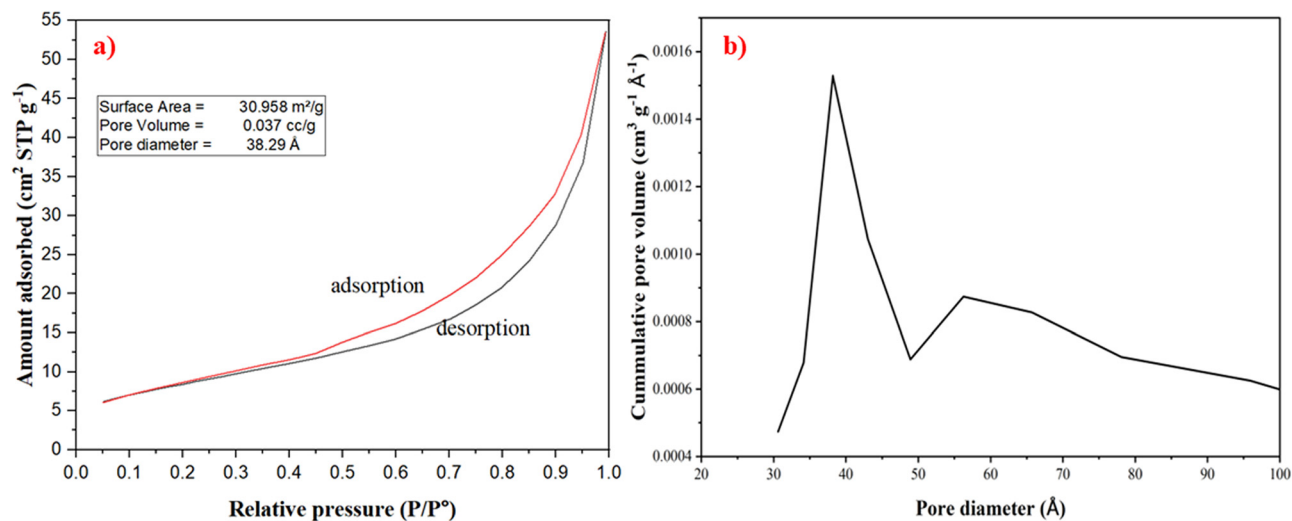 a)
Amount adsorbed (cm² STP g⁻¹)
55
50
45
40
35
30
25
20
15
10
5
0
Surface Area = 30.958 m²/g
Pore Volume = 0.037 cc/g
Pore diameter = 38.29 Å
adsorption
desorption
0.0 0.1 0.2 0.3 0.4 0.5 0.6 0.7 0.8 0.9 1.0
Relative pressure (P/P°)
b)
Cummulative pore volume (cm³ g⁻¹ Å⁻¹)
0.0016
0.0014
0.0012
0.0010
0.0008
0.0006
0.0004
20 30 40 50 60 70 80 90 100
Pore diameter (Å)